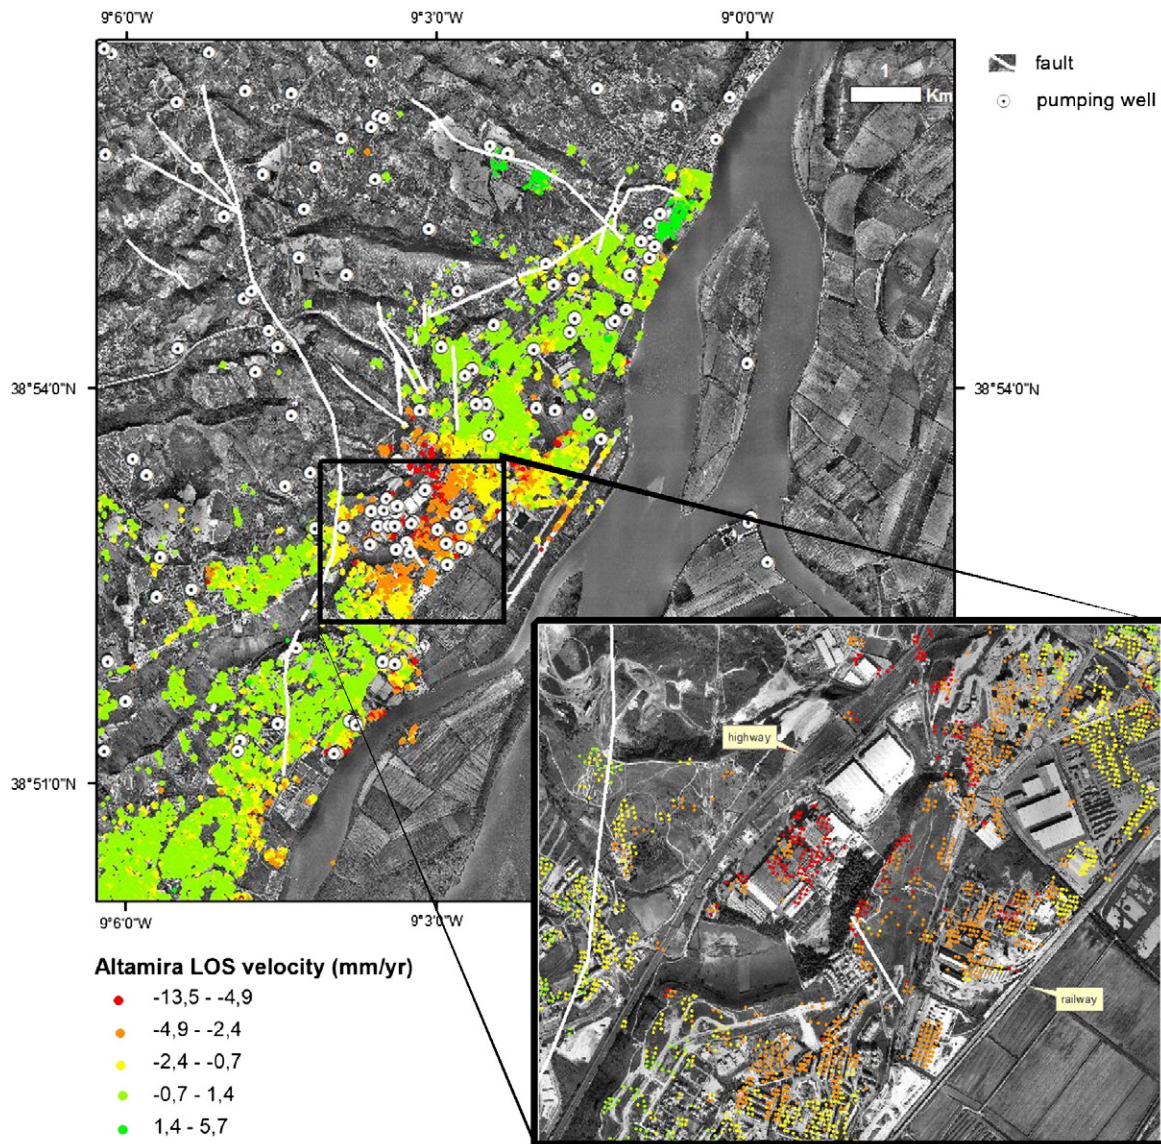 9°6'0"W 9°3'0"W 9°0'0"W
1
Km
fault
pumping well
38°54'0"N 38°54'0"N
38°51'0"N
9°6'0"W 9°3'0"W
highway
railway
Altamira LOS velocity (mm/yr)
-13,5 - -4,9
-4,9 - -2,4
-2,4 - -0,7
-0,7 - 1,4
1,4 - 5,7